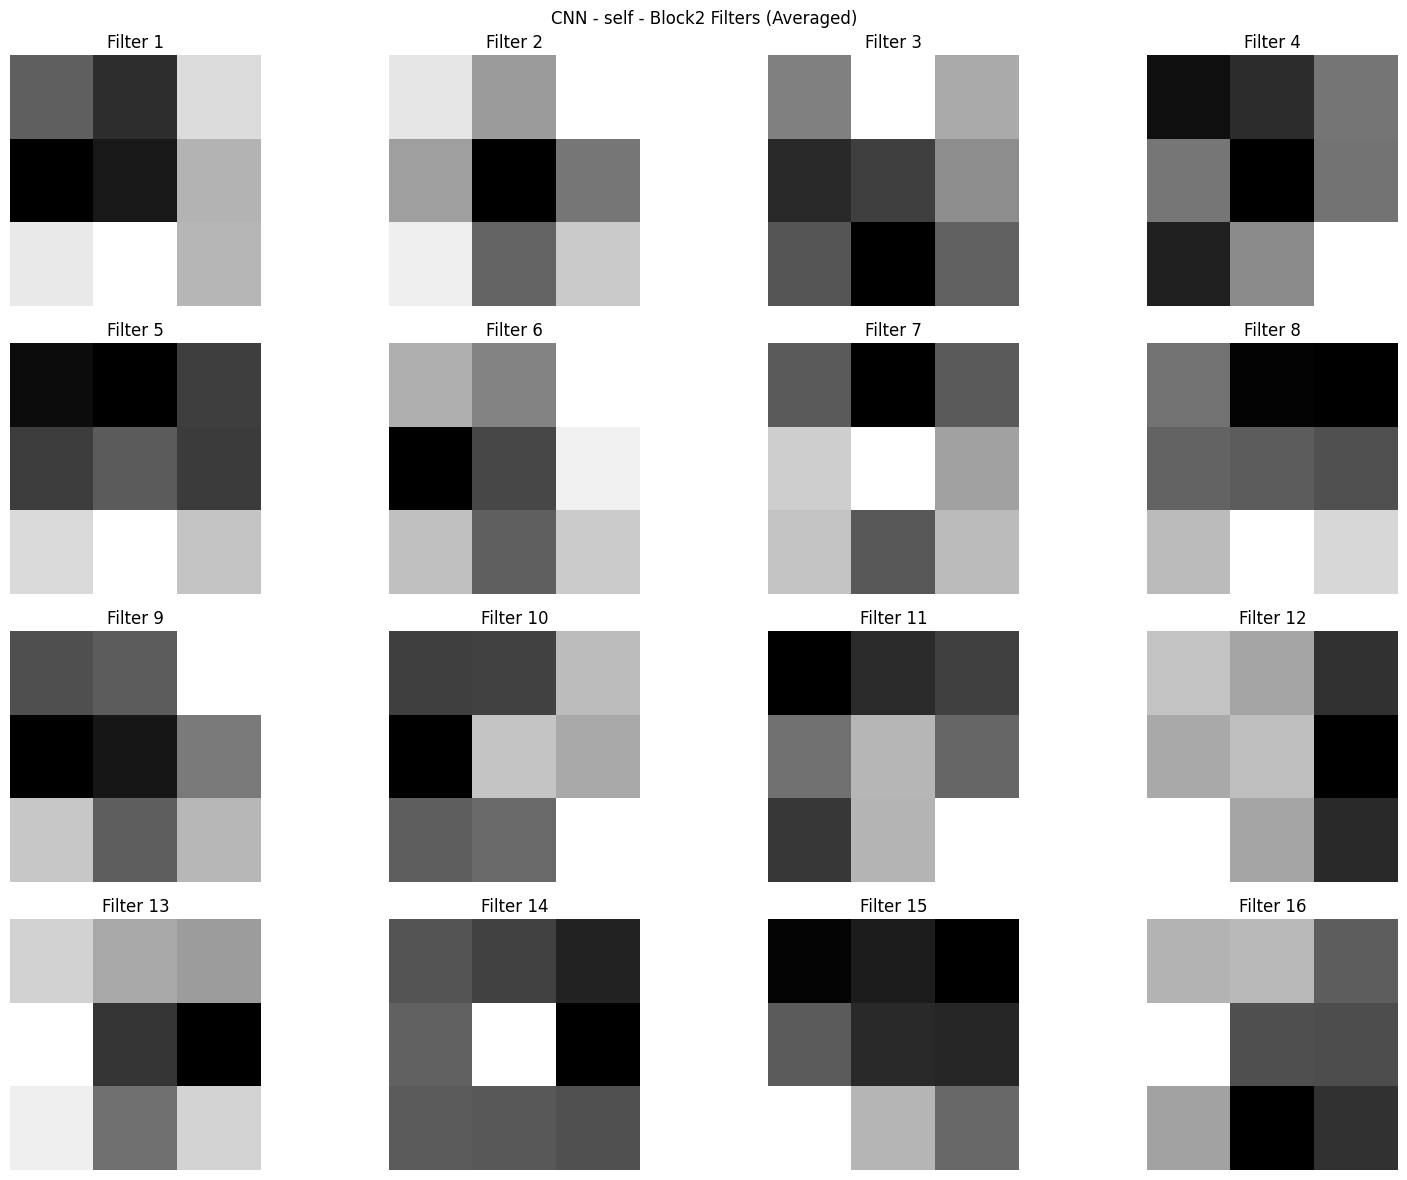 CNN - self - Block2 Filters (Averaged)
Filter 1 Filter 2 Filter 3 Filter 4
Filter 5 Filter 6 Filter 7 Filter 8
Filter 9 Filter 10 Filter 11 Filter 12
Filter 13 Filter 14 Filter 15 Filter 16